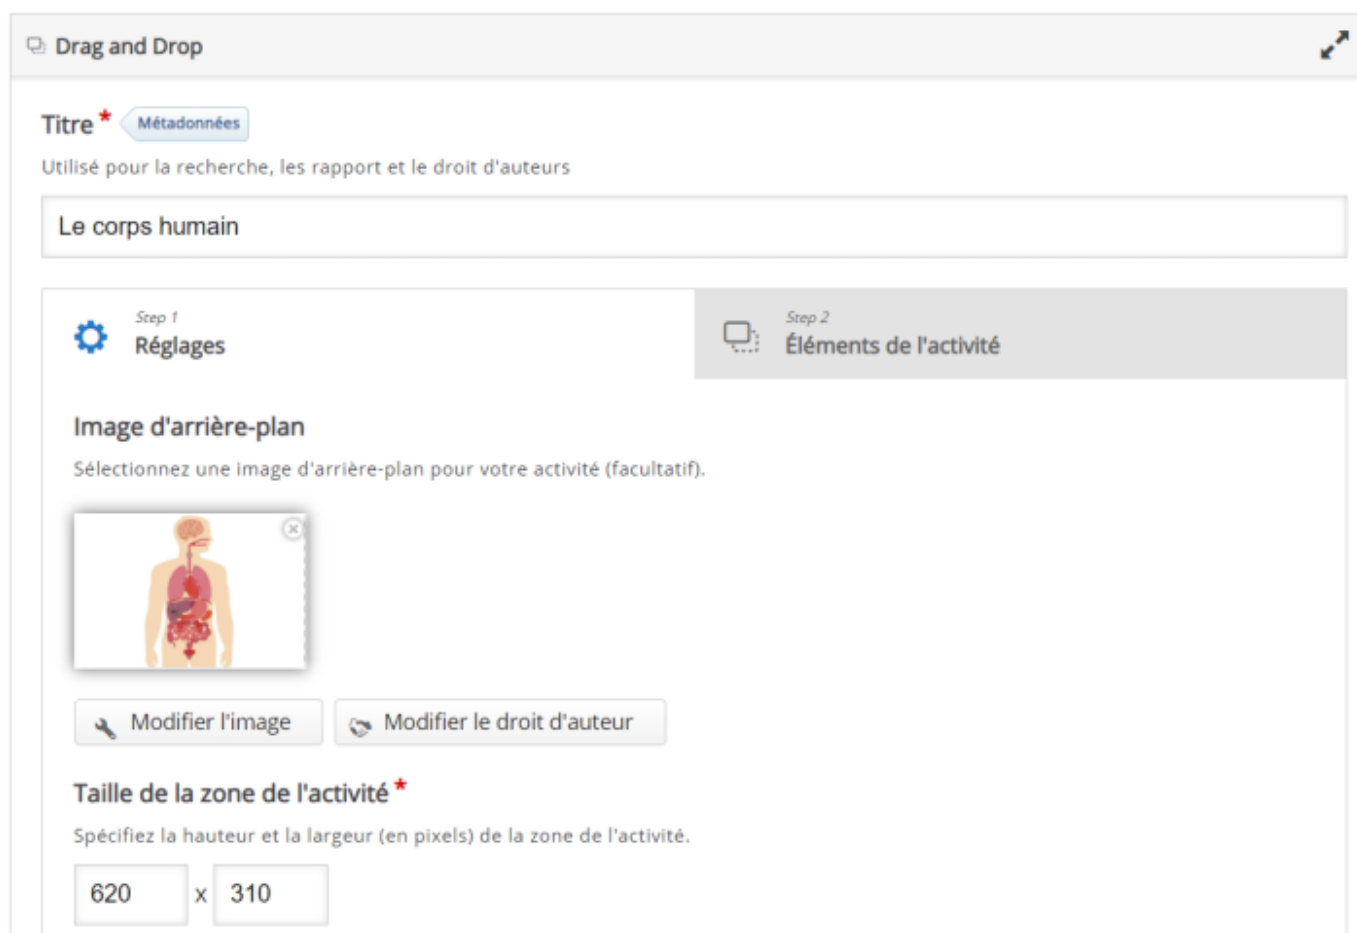 Drag and Drop
Titre *
Métadonnées
Utilisé pour la recherche, les rapport et le droit d'auteurs
Le corps humain
Step 1
Réglages
Step 2
Éléments de l'activité
Image d'arrière-plan
Sélectionnez une image d'arrière-plan pour votre activité (facultatif).
Modifier l'image
Modifier le droit d'auteur
Taille de la zone de l'activité *
Spécifiez la hauteur et la largeur (en pixels) de la zone de l'activité.
620 x 310